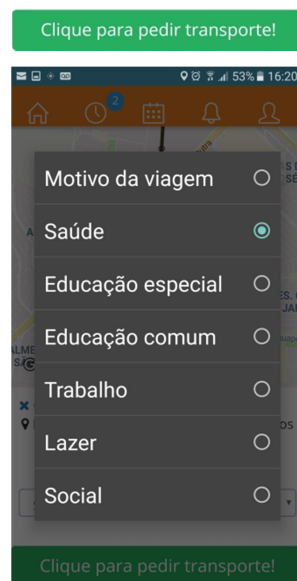 Clique para pedir transporte!
53% 16:20
2
Motivo da viagem
Saúde
Educação especial
Educação comum
Trabalho
Lazer
Social
Clique para pedir transporte!